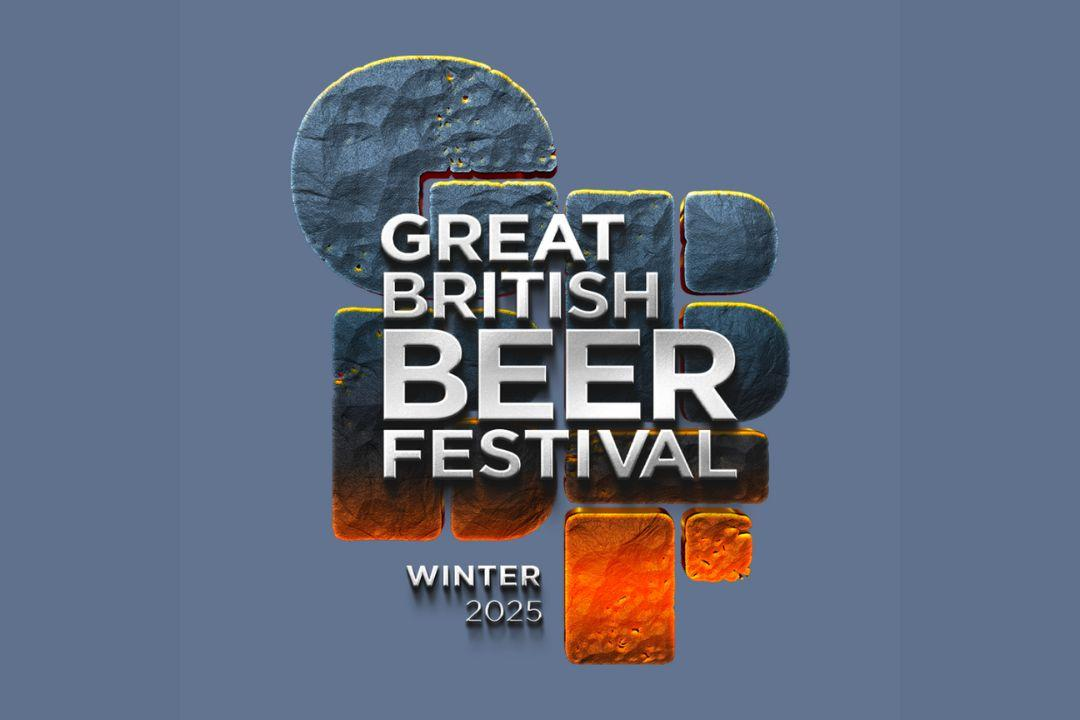 GREAT
BRITISH
BEER
FESTIVAL
WINTER
2025